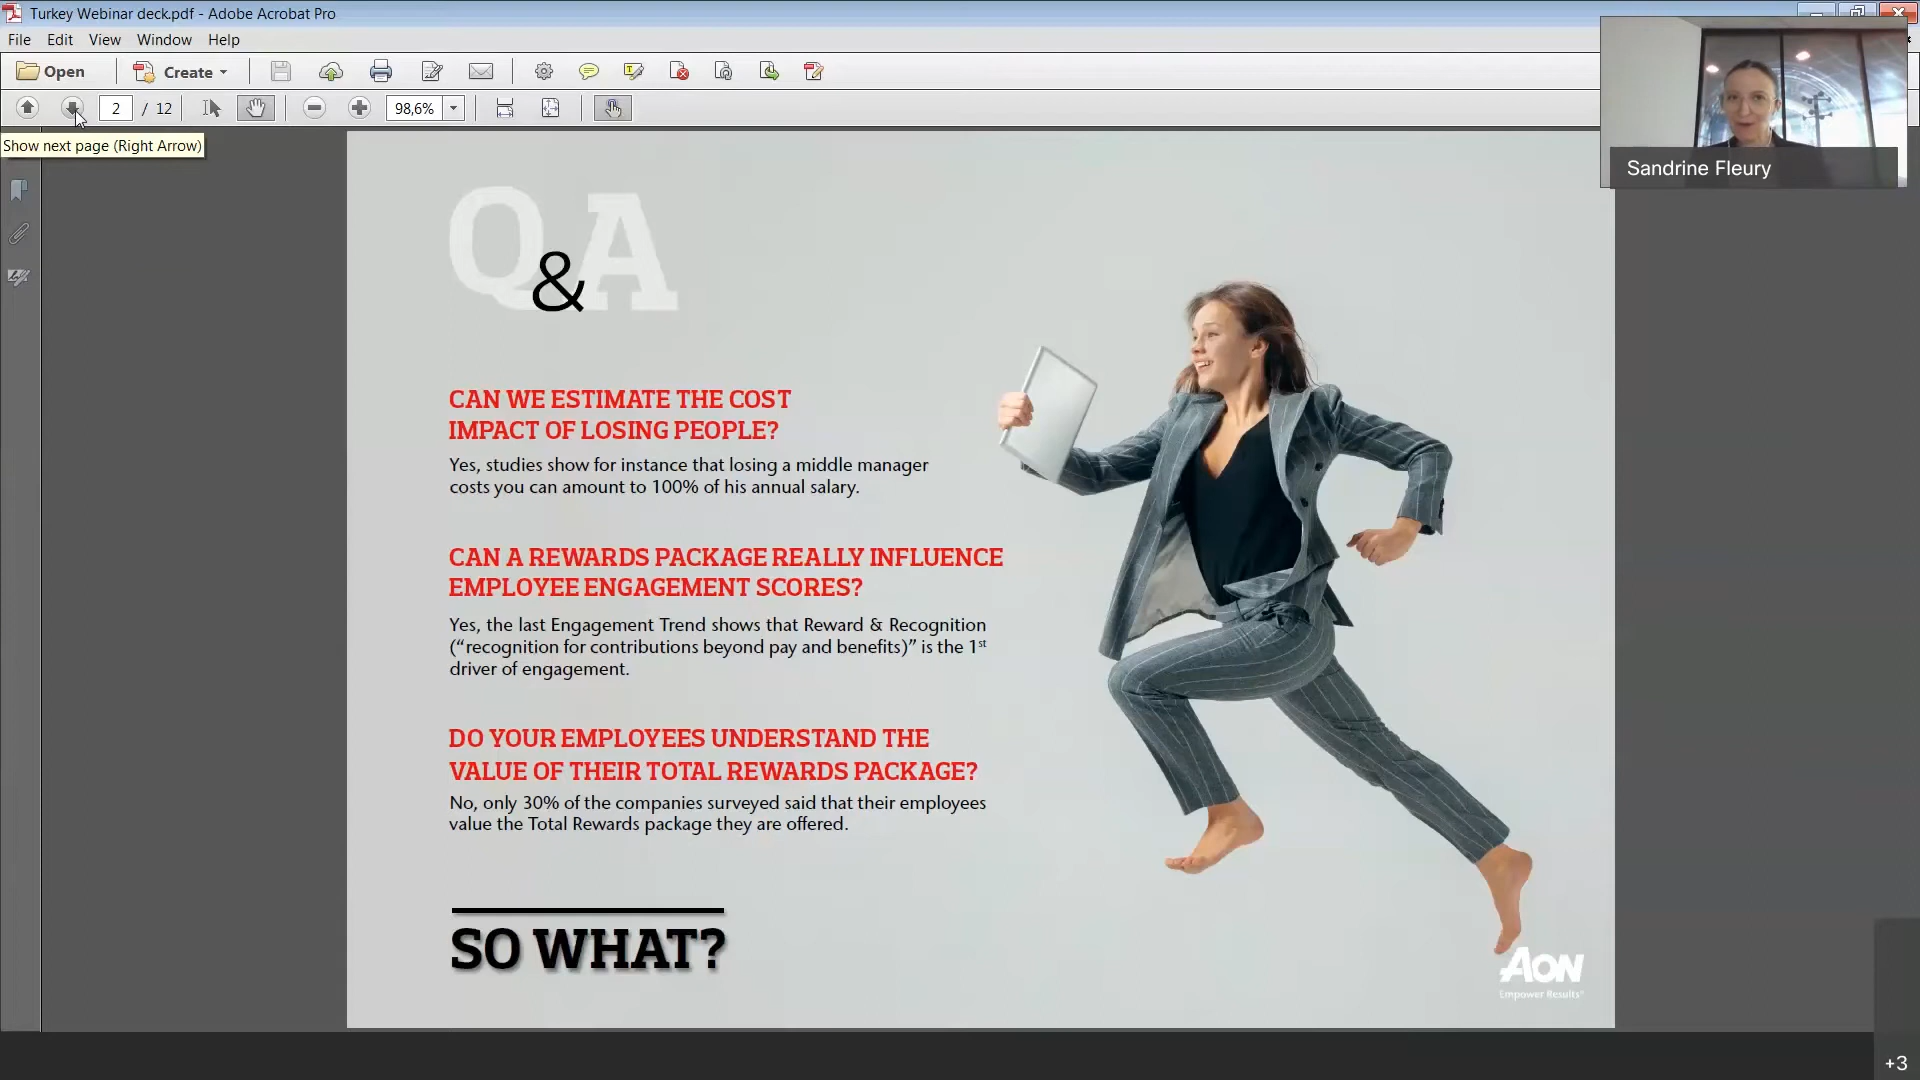 Turkey Webinar deck.pdf - Adobe Acrobat Pro
File Edit View Window Help
Open Create
2 / 12 98,6%
Show next page (Right Arrow)
Sandrine Fleury
Q&A
CAN WE ESTIMATE THE COST
IMPACT OF LOSING PEOPLE?
Yes, studies show for instance that losing a middle manager
costs you can amount to 100% of his annual salary.
CAN A REWARDS PACKAGE REALLY INFLUENCE
EMPLOYEE ENGAGEMENT SCORES?
Yes, the last Engagement Trend shows that Reward & Recognition
(“recognition for contributions beyond pay and benefits)” is the 1st
driver of engagement.
DO YOUR EMPLOYEES UNDERSTAND THE
VALUE OF THEIR TOTAL REWARDS PACKAGE?
No, only 30% of the companies surveyed said that their employees
value the Total Rewards package they are offered.
SO WHAT?
AON
Empower Results®
+3